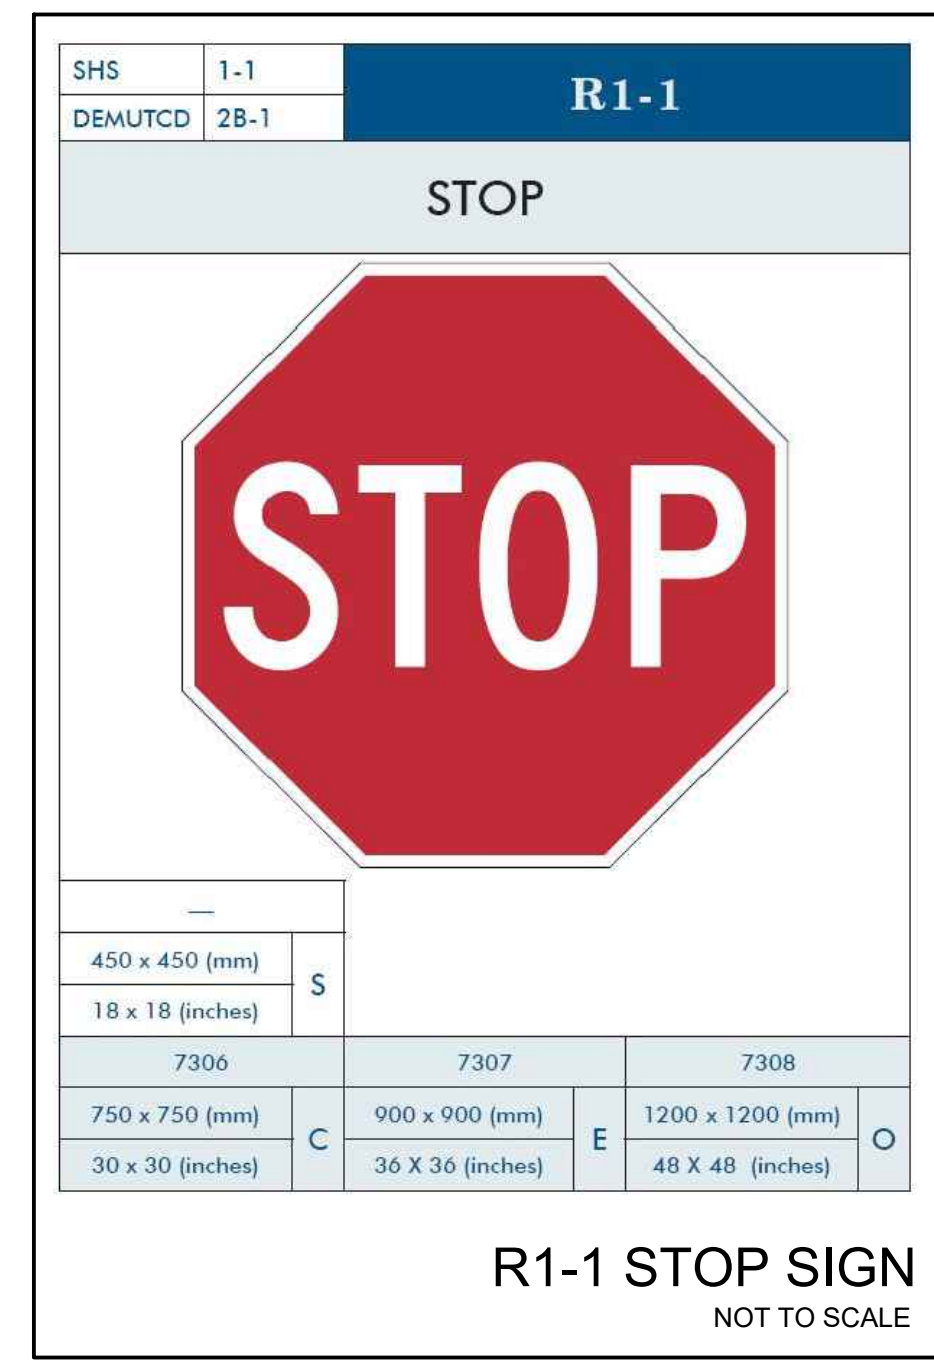 SHS 1-1
R1-1
DEMUTCD 2B-1
STOP
STOP
—
450 x 450 (mm)
S
18 x 18 (inches)
7306 7307 7308
750 x 750 (mm) 900 x 900 (mm) 1200 x 1200 (mm)
C E O
30 x 30 (inches) 36 X 36 (inches) 48 X 48 (inches)
R1-1 STOP SIGN
NOT TO SCALE